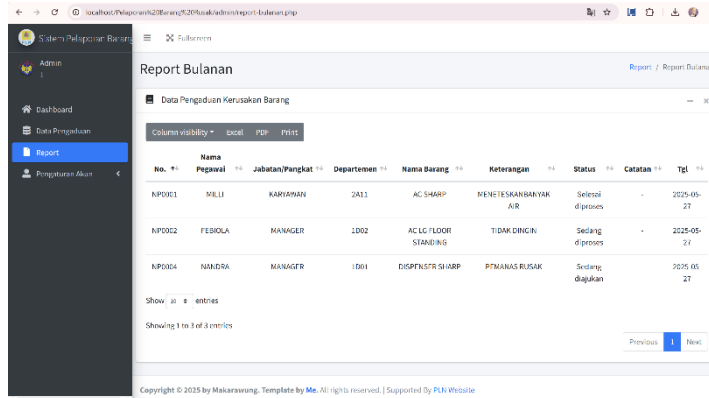 localhost/Pelaporan%20Barang%20Rusak/admin/report-bulanan.php
Sistem Pelaporan Barang
Fullscreen
Admin
1
Report Bulanan
Report / Report Bulana
Dashboard
Data Pengaduan
Report
Pengaturan Akun
Data Pengaduan Kerusakan Barang
Column visibility Excel PDF Print
No. Nama Pegawai Jabatan/Pangkat Departemen Nama Barang Keterangan Status Catatan Tgl
NP0001 MILLI KARYAWAN 2A11 AC SHARP MENETESKANBANYAK AIR Selesai diproses - 2025-05-27
NP0002 FEBIOLA MANAGER 1D02 AC LG FLOOR STANDING TIDAK DINGIN Sedang diproses - 2025-05-27
NP0004 NANDRA MANAGER 1D01 DISPENSER SHARP PEMANAS RUSAK Sedang diajukan 2025-05-27
Show 10 entries
Showing 1 to 3 of 3 entries
Previous 1 Next
Copyright © 2025 by Makarawung. Template by Me. All rights reserved. | Supported By PLN Website